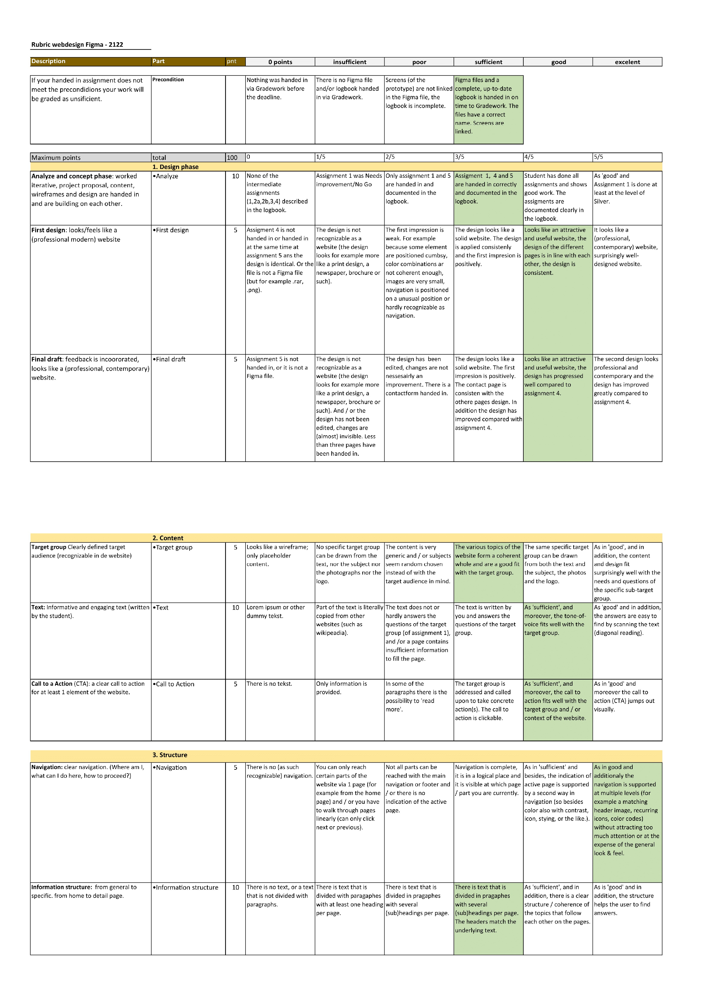 Rubric webdesign Figma - 2122
Description Part pnt 0 points insufficient poor sufficient good excelent
If your handed in assignment does not
meet the precondidions your work will
be graded as unsificient.
Precondition
Nothing was handed in
via Gradework before
the deadline.
There is no Figma file
and/or logbook handed
in via Gradework.
Screens (of the
prototype) are not linked
in the Figma file, the
logbook is incomplete.
Figma files and a
complete, up-to-date
logbook is handed in on
time to Gradework. The
files have a correct
name. Screens are
linked.
Maximum points total 100 0 1/5 2/5 3/5 4/5 5/5
1. Design phase
Analyze and concept phase: worked
iterative, project proposal, content,
wireframes and design are handed in
and are building on each other.
•Analyze
10
None of the
intermediate
assignments
(1,2a,2b,3,4) described
in the logbook.
Assignment 1 was Needs
improvement/No Go
Only assignment 1 and 5
are handed in and
documented in the
logbook.
Assigment 1, 4 and 5
are handed in correctly
and documented in the
logbook.
Student has done all
assignments and shows
good work. The
assigments are
documented clearly in
the logbook.
As 'good' and
Assignment 1 is done at
least at the level of
Silver.
First design: looks/feels like a
(professional modern) website
•First design
5
Assigment 4 is not
handed in or handed in
at the same time at
assignment 5 ans the
design is identical. Or the
file is not a Figma file
(but for example .rar,
.png).
The design is not
recognizable as a
website (the design
looks for example more
like a print design, a
newspaper, brochure or
such).
The first impression is
weak. For example
because some element
are positioned cumbsy,
color combinations ar
not coherent enough,
images are very small,
navigation is positioned
on a unusual position or
hardly recognizable as
navigation.
The design looks like a
solid website. The design
is applied consistenly
and the first impresion is
positively.
Looks like an attractive
and useful website, the
design of the different
pages is in line with each
other, the design is
consistent.
It looks like a
(professional,
contemporary) website,
surprisingly well-
designed website.
Final draft: feedback is incoororated,
looks like a (professional, contemporary)
website.
•Final draft
5
Assignment 5 is not
handed in, or it is not a
Figma file.
The design is not
recognizable as a
website (the design
looks for example more
like a print design, a
newspaper, brochure or
such). And / or the
design has not been
edited, changes are
(almost) invisible. Less
than three pages have
been handed in.
The design has been
edited, changes are not
nessesairly an
improvement. There is a
contactform handed in.
The design looks like a
solid website. The first
impresion is positively.
The contact page is
consisten with the
othere pages design. In
addition the design has
improved compared with
assignment 4.
Looks like an attractive
and useful website, the
design has progressed
well compared to
assignment 4.
The second design looks
professional and
contemporary and the
design has improved
greatly compared to
assignment 4.
2. Content
Target group Clearly defined target
audience (recognizable in de website)
•Target group
5
Looks like a wireframe;
only placeholder
content.
No specific target group
can be drawn from the
text, nor the subject nor
the photographs nor the
logo.
The content is very
generic and / or subjects
seem random chosen
instead of with the
target audience in mind.
The various topics of the
website form a coherent
whole and are a good fit
with the target group.
The same specific target
group can be drawn
from both the text and
the subject, the photos
and the logo.
As in 'good', and in
addition, the content
and design fit
surprisingly well with the
needs and questions of
the specific sub-target
group.
Text: Informative and engaging text (written
by the student).
•Text
10
Lorem ipsum or other
dummy tekst.
Part of the text is literally
copied from other
websites (such as
wikipeadia).
The text does not or
hardly answers the
questions of the target
group (of assignment 1),
and /or a page contains
insufficient information
to fill the page.
The text is written by
you and answers the
questions of the target
group.
As 'sufficient', and
moreover, the tone-of-
voice fits well with the
target group.
As 'good' and in addition,
the answers are easy to
find by scanning the text
(diagonal reading).
Call to a Action (CTA): a clear call to action
for at least 1 element of the website.
•Call to Action
5
There is no tekst.
Only information is
provided.
In some of the
paragraphs there is the
possibility to 'read
more'.
The target group is
addressed and called
upon to take concrete
action(s). The call to
action is clickable.
As 'sufficient', and
moreover, the call to
action fits well with the
target group and / or
context of the website.
As in 'good' and
moreover the call to
action (CTA) jumps out
visually.
3. Structure
Navigation: clear navigation. (Where am I,
what can I do here, how to proceed?)
•Navigation
5
There is no (as such
recognizable) navigation.
You can only reach
certain parts of the
website via 1 page (for
example from the home
page) and / or you have
to walk through pages
linearly (can only click
next or previous).
Not all parts can be
reached with the main
navigation or footer and
/ or there is no
indication of the active
page.
Navigation is complete,
it is in a logical place and
it is visible at which page
/ part you are currently.
As in 'sufficient' and
besides, the indication of
active page is supported
by a second way in
navigation (so besides
color also with contrast,
icon, stying, or the like.).
As in good and
additionaly the
navigation is supported
at multiple levels (for
example a matching
header image, recurring
icons, color codes)
without attracting too
much attention or at the
expense of the general
look & feel.
Information structure: from general to
specific. from home to detail page.
•Information structure
10
There is no text, or a text
that is not divided with
paragraphs.
There is text that is
divided with paragaphes
with at least one heading
per page.
There is text that is
divided in pragaphes
with several
(sub)headings per page.
There is text that is
divided in pragaphes
with several
(sub)headings per page.
The headers match the
underlying text.
As 'sufficient', and in
addition, there is a clear
structure / coherence of
the topics that follow
each other on the pages.
As is 'good' and in
addition, the structure
helps the user to find
answers.